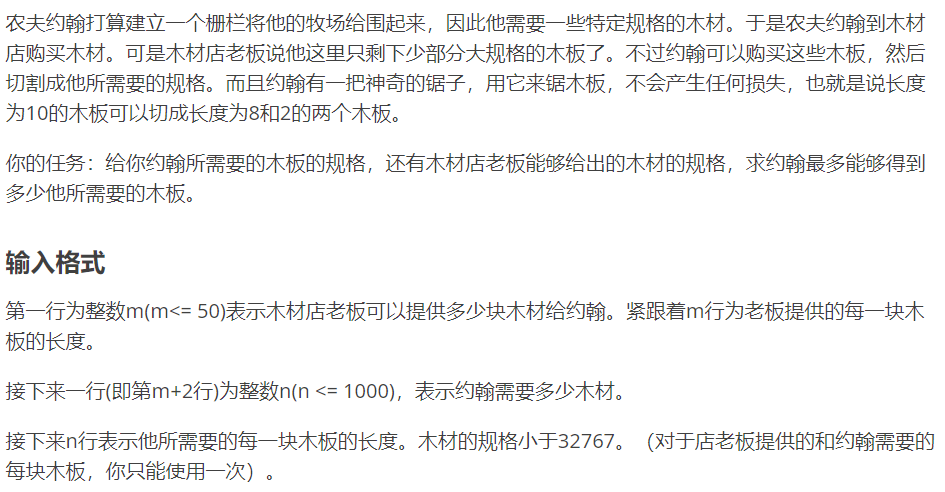 农夫约翰打算建立一个栅栏将他的牧场给围起来，因此他需要一些特定规格的木材。于是农夫约翰到木材
店购买木材。可是木材店老板说他这里只剩下少部分大规格的木板了。不过约翰可以购买这些木板，然后
切割成他所需要的规格。而且约翰有一把神奇的锯子，用它来锯木板，不会产生任何损失，也就是说长度
为10的木板可以切成长度为8和2的两个木板。
你的任务：给你约翰所需要的木板的规格，还有木材店老板能够给出的木材的规格，求约翰最多能够得到
多少他所需要的木板。
输入格式
第一行为整数m(m<= 50)表示木材店老板可以提供多少块木材给约翰。紧跟着m行为老板提供的每一块木
板的长度。
接下来一行(即第m+2行)为整数n(n <= 1000)，表示约翰需要多少木材。
接下来n行表示他所需要的每一块木板的长度。木材的规格小于32767。（对于店老板提供的和约翰需要的
每块木板，你只能使用一次）。